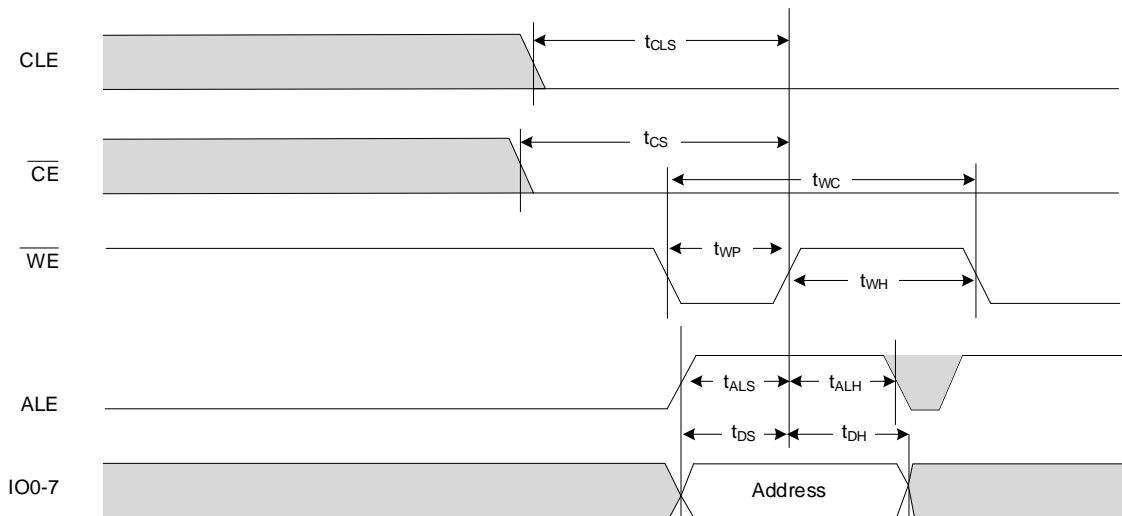 CLE
tCLS
CE
tCS
tWC
WE
tWP
tWH
ALE
tALS
tALH
tDS
tDH
IO0-7
Address